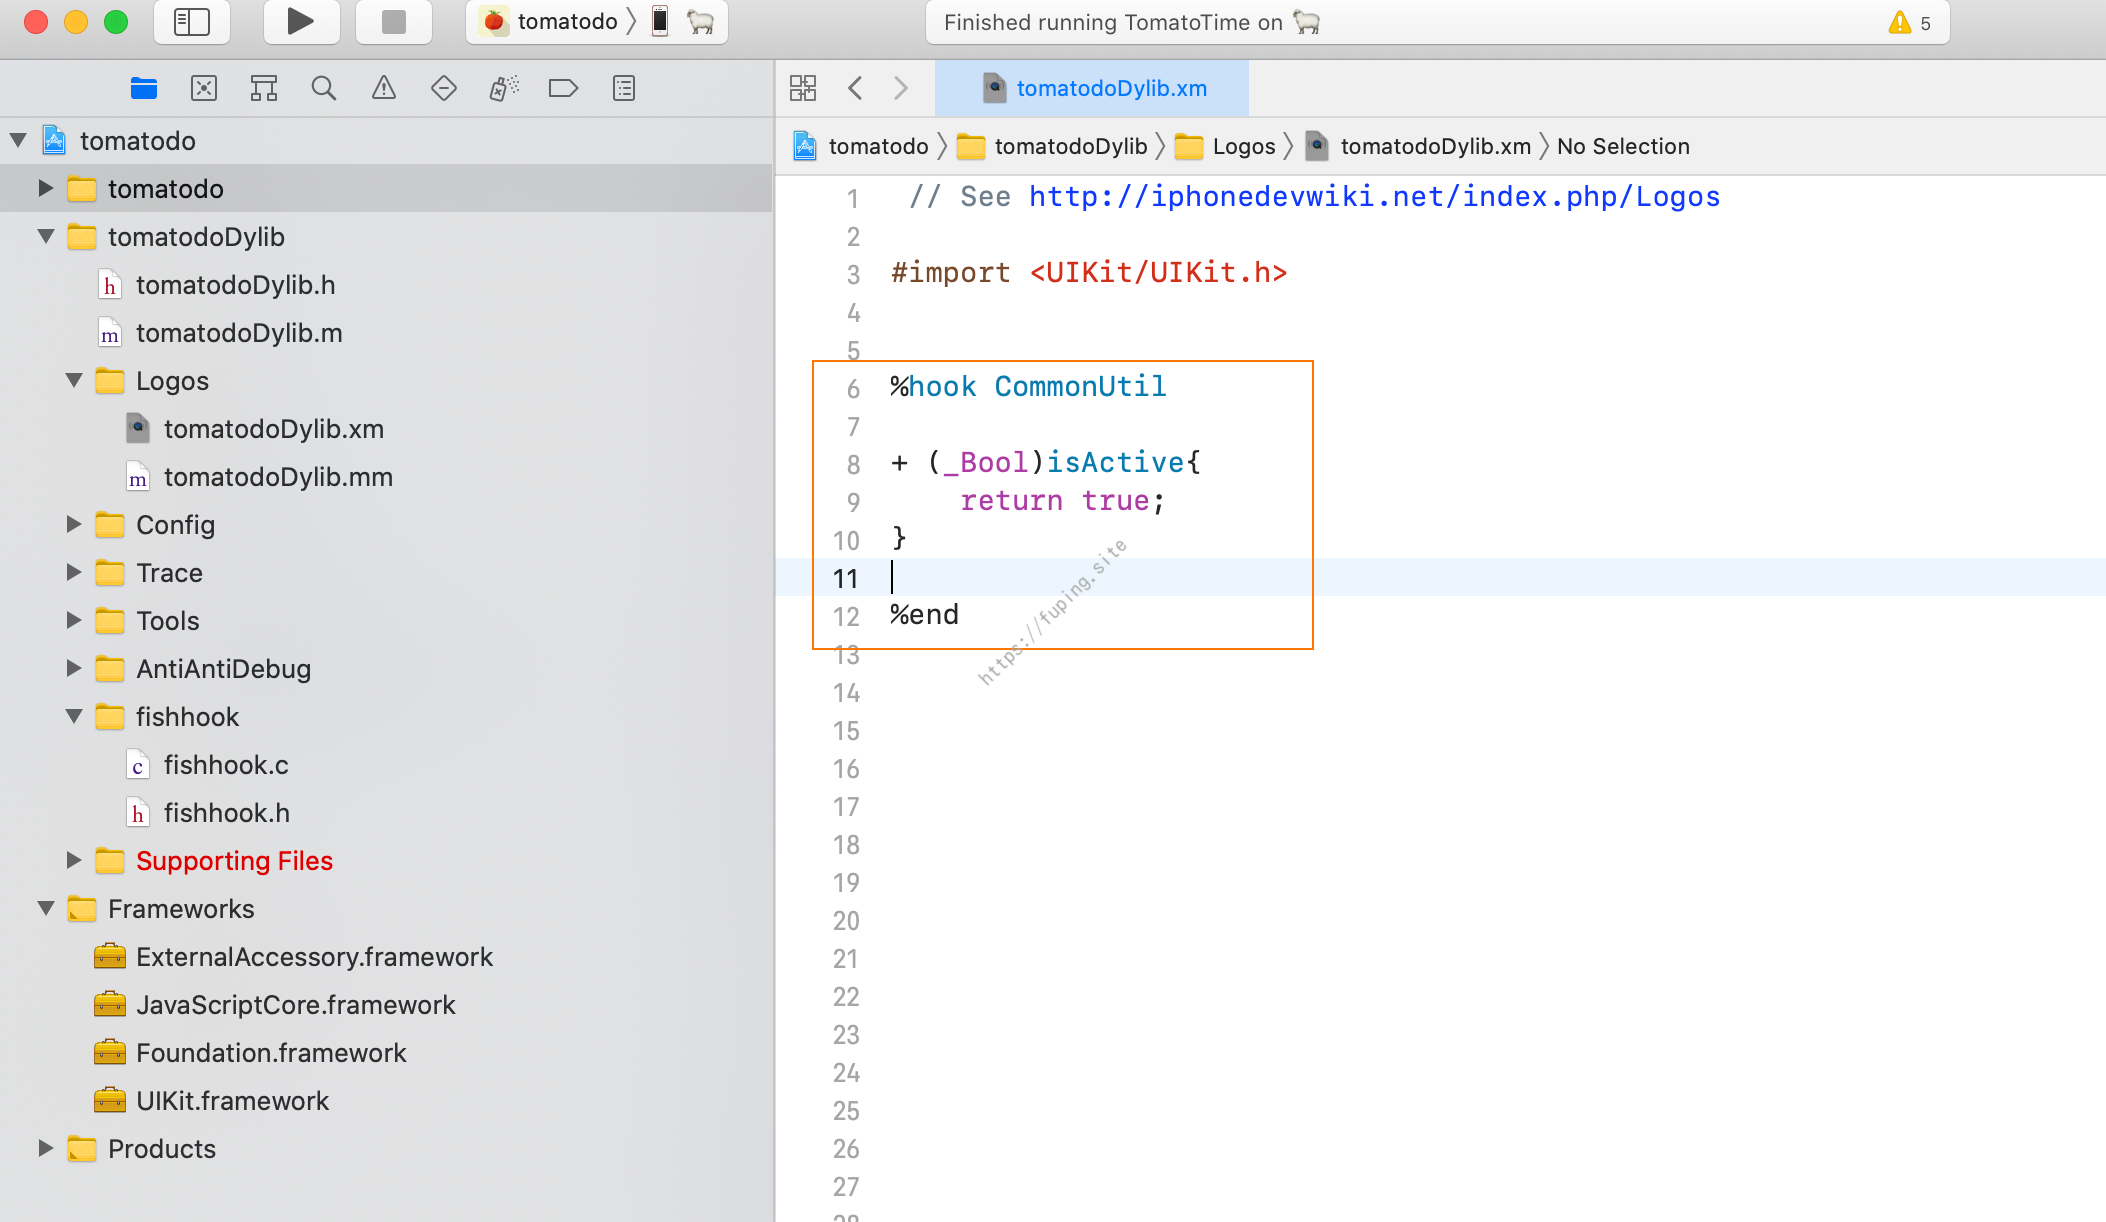 tomatodo
Finished running TomatoTime on
5
tomatodo
tomatodo
tomatodoDylib
h tomatodoDylib.h
m tomatodoDylib.m
Logos
tomatodoDylib.xm
m tomatodoDylib.mm
Config
Trace
Tools
AntiAntiDebug
fishhook
c fishhook.c
h fishhook.h
Supporting Files
Frameworks
ExternalAccessory.framework
JavaScriptCore.framework
Foundation.framework
UIKit.framework
Products
tomatodoDylib.xm
tomatodo 〉 tomatodoDylib 〉 Logos 〉 tomatodoDylib.xm 〉 No Selection
1 // See http://iphonedevwiki.net/index.php/Logos
2
3 #import <UIKit/UIKit.h>
4
5
6 %hook CommonUtil
7
8 + (_Bool)isActive{
9 return true;
10 }
11
12 %end
13
14
15
16
17
18
19
20
21
22
23
24
25
26
27
28
https://fuping.site